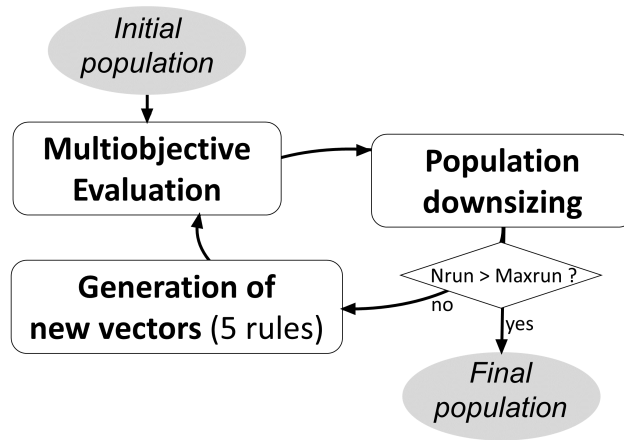 Initial
population
Multiobjective
Evaluation
Population
downsizing
Nrun > Maxrun ?
no
yes
Generation of
new vectors (5 rules)
Final
population